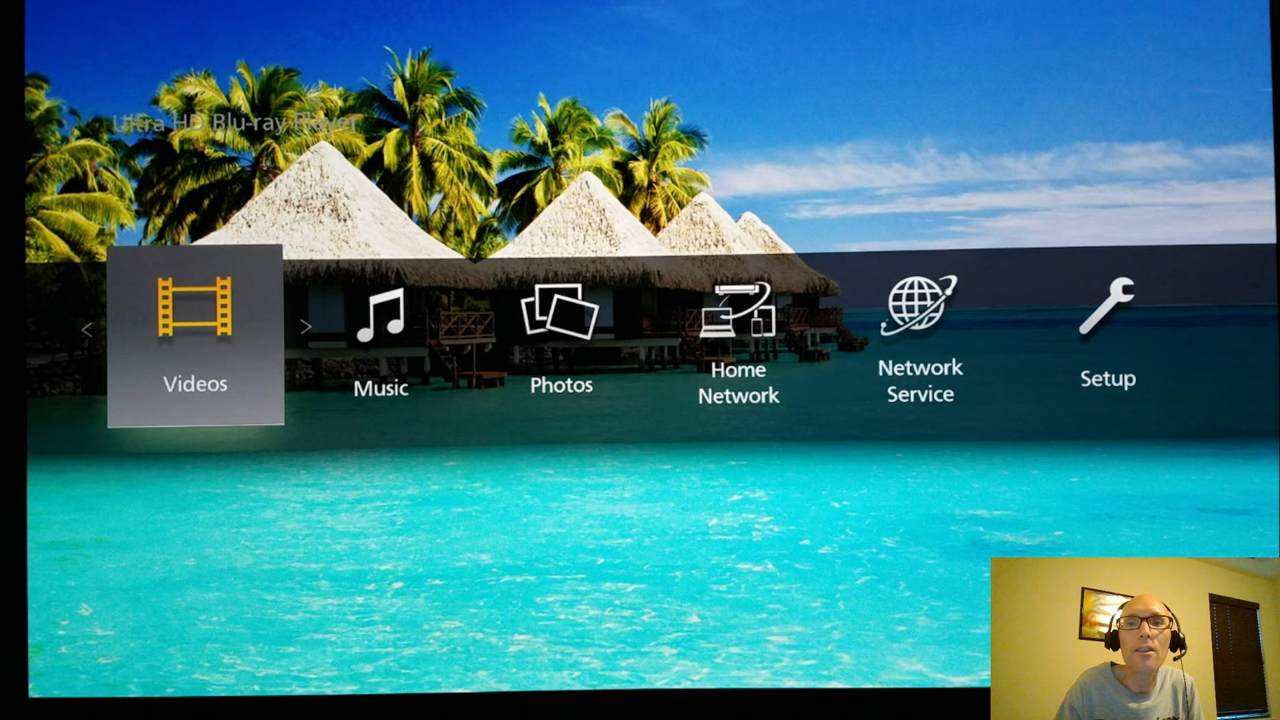 Ultra HD Blu-ray Player
Videos
Music
Photos
Home
Network
Network
Service
Setup